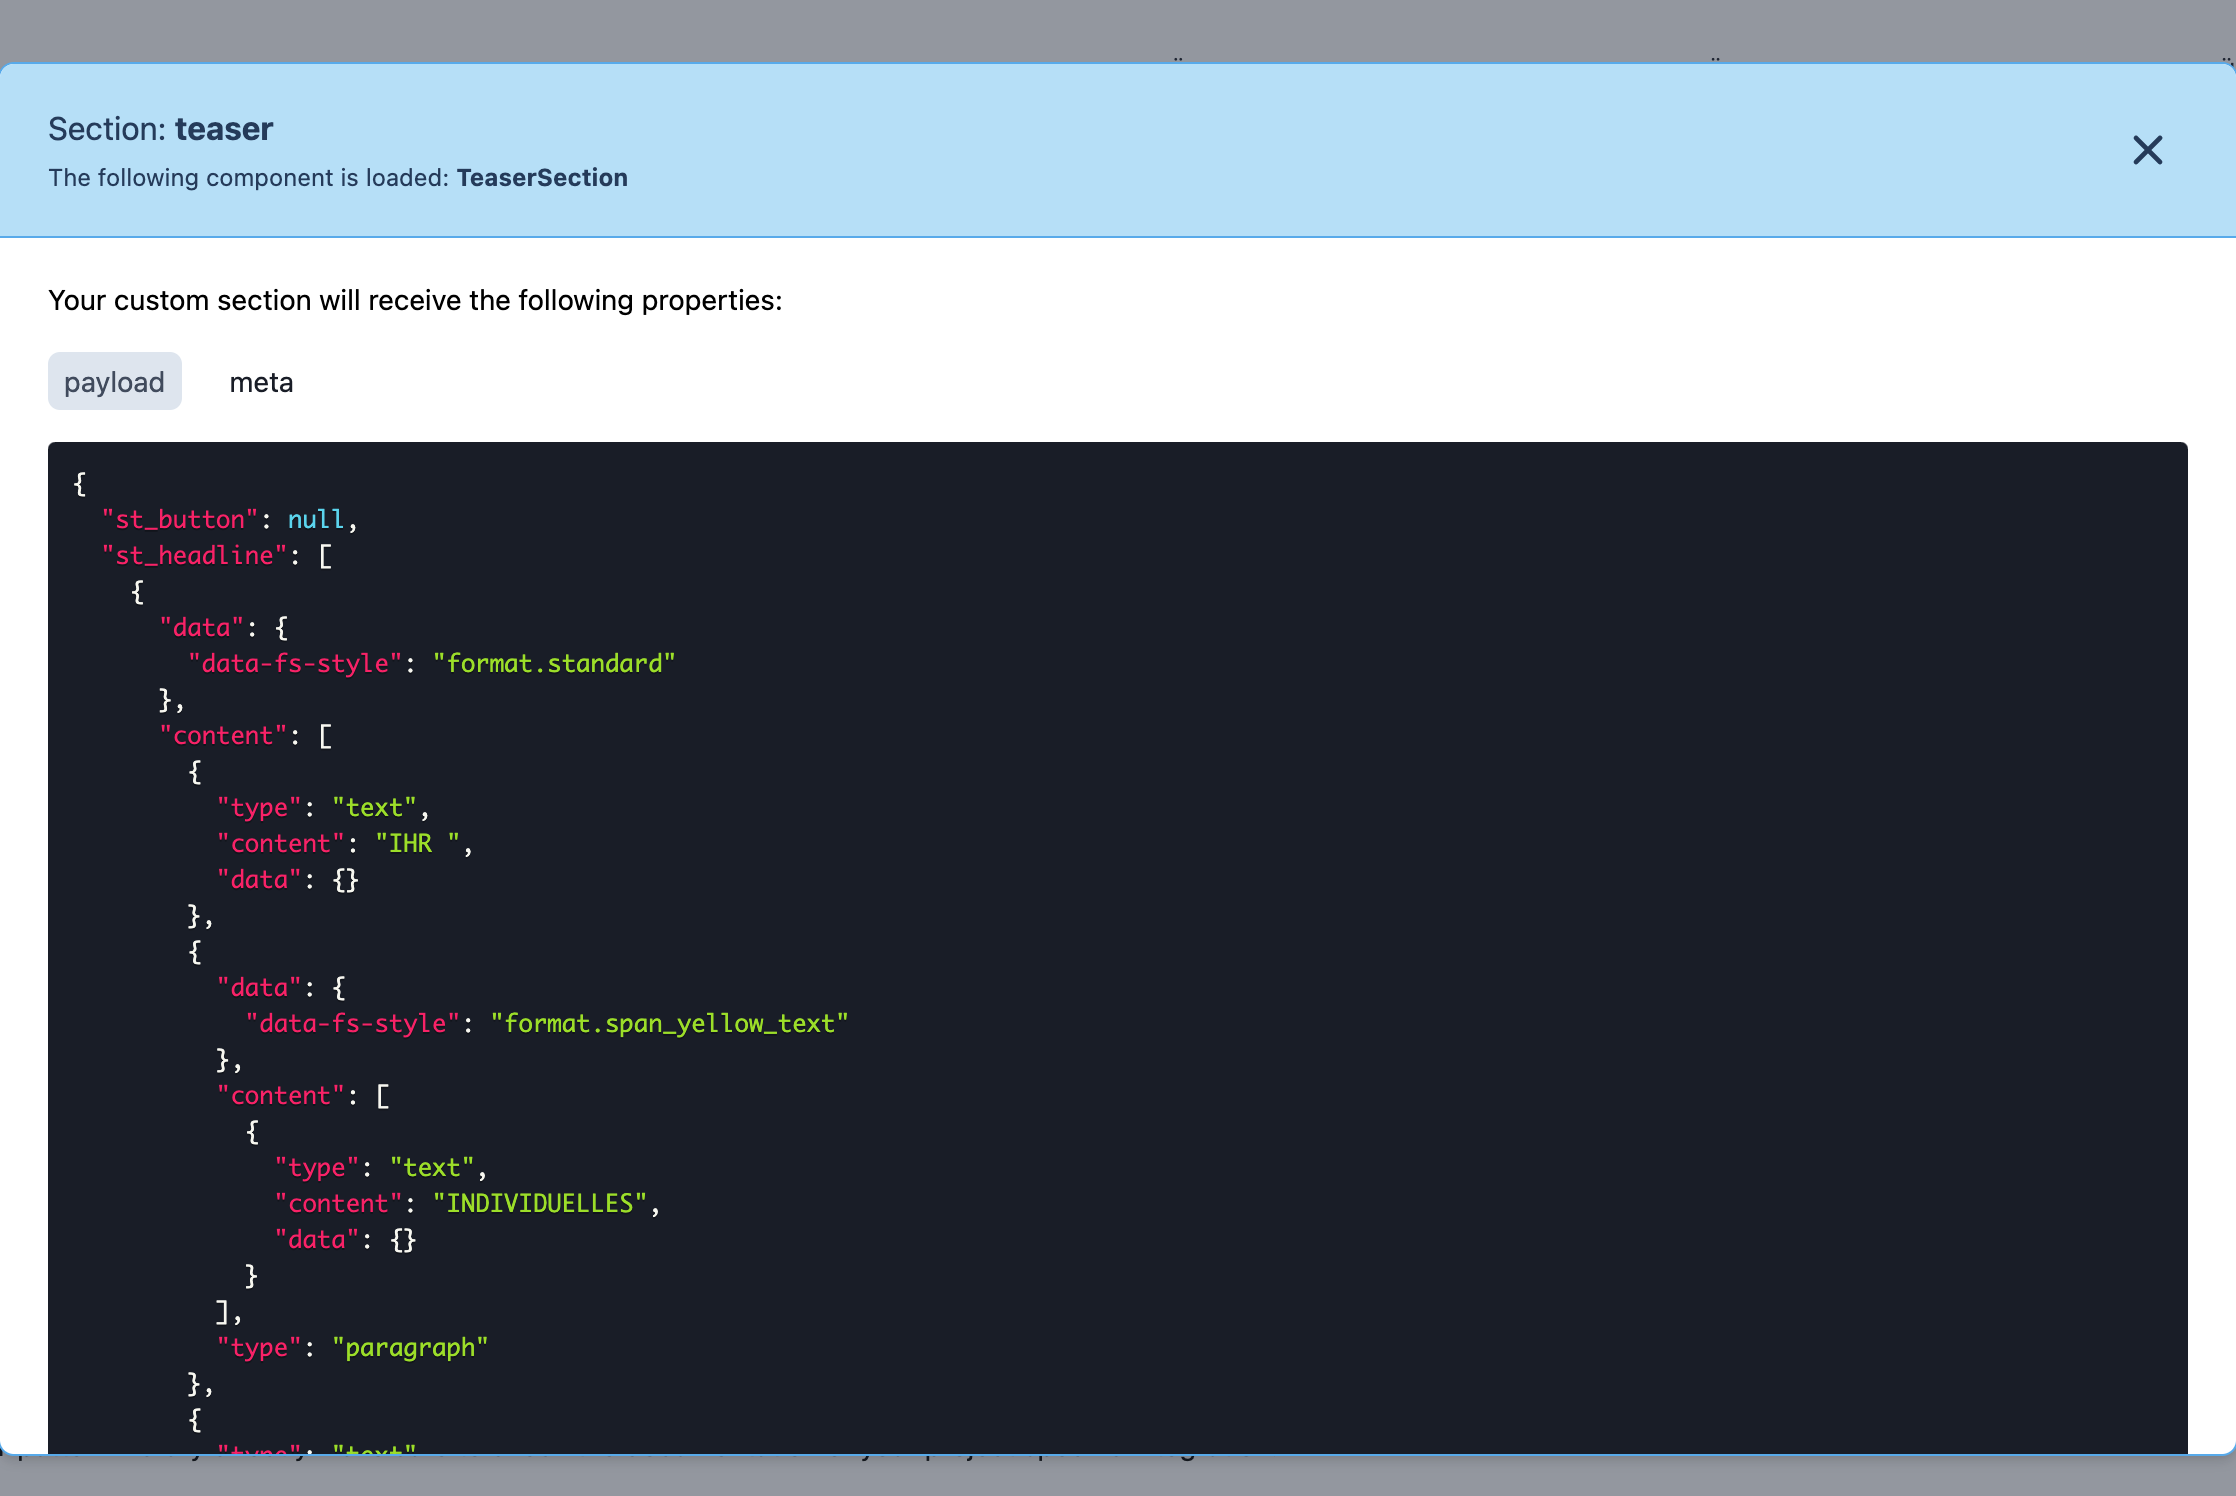 Section: teaser
The following component is loaded: TeaserSection
Your custom section will receive the following properties:
payload meta
{
  "st_button": null,
  "st_headline": [
    {
      "data": {
        "data-fs-style": "format.standard"
      },
      "content": [
        {
          "type": "text",
          "content": "IHR ",
          "data": {}
        },
        {
          "data": {
            "data-fs-style": "format.span_yellow_text"
          },
          "content": [
            {
              "type": "text",
              "content": "INDIVIDUELLES",
              "data": {}
            }
          ],
          "type": "paragraph"
        },
        {
          "type": "text"